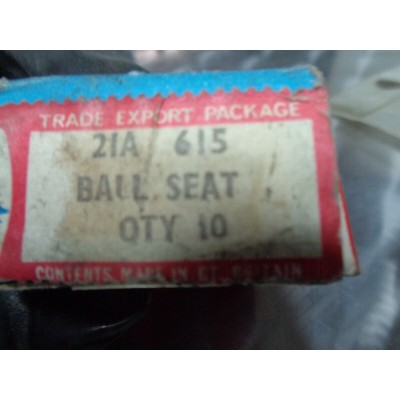 TRADE EXPORT PACKAGE
21A 615
BALL SEAT
QTY 10
CONTENTS MADE IN GT. BRITAIN